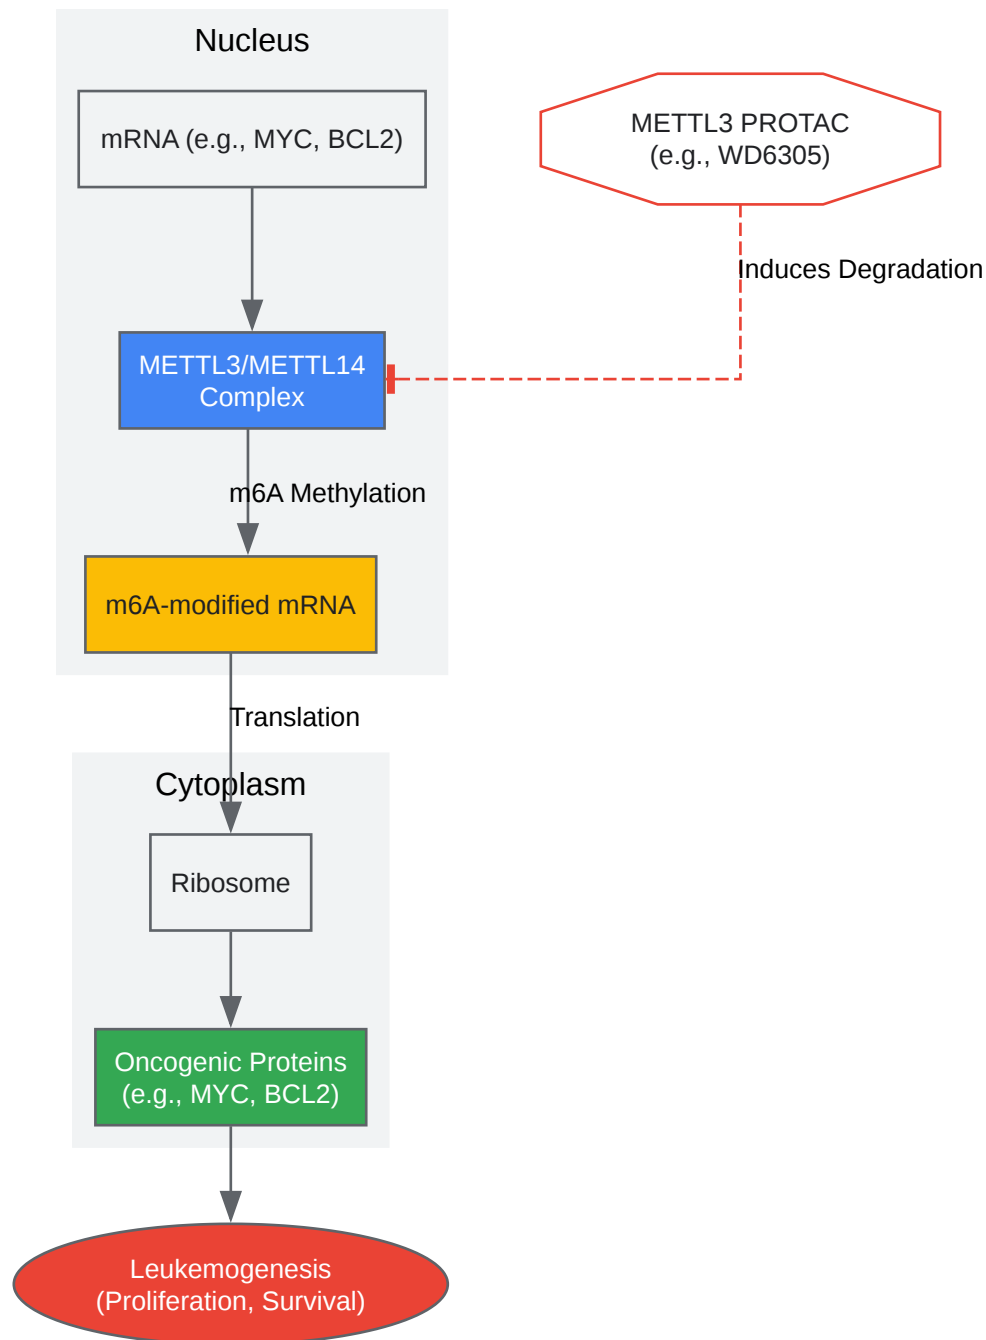 Nucleus
mRNA (e.g., MYC, BCL2)
METTL3 PROTAC
(e.g., WD6305)
Induces Degradation
METTL3/METTL14
Complex
m6A Methylation
m6A-modified mRNA
Translation
Cytoplasm
Ribosome
Oncogenic Proteins
(e.g., MYC, BCL2)
Leukemogenesis
(Proliferation, Survival)